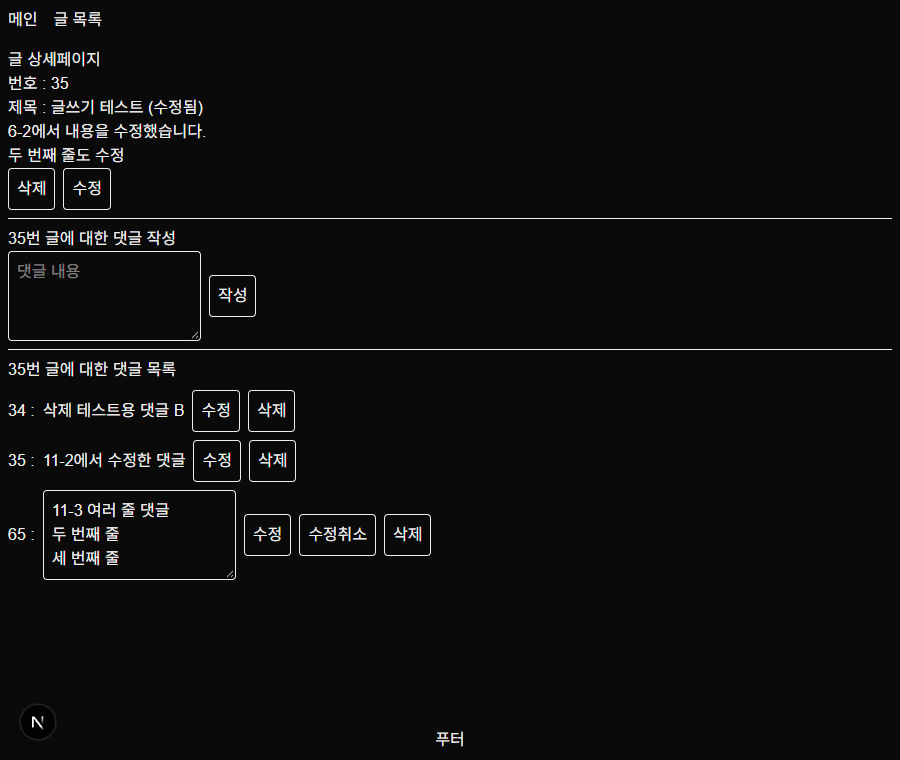 메인 글 목록
글 상세페이지
번호 : 35
제목 : 글쓰기 테스트 (수정됨)
6-2에서 내용을 수정했습니다.
두 번째 줄도 수정
삭제 수정
35번 글에 대한 댓글 작성
댓글 내용
작성
35번 글에 대한 댓글 목록
34 : 삭제 테스트용 댓글 B 수정 삭제
35 : 11-2에서 수정한 댓글 수정 삭제
65 : 11-3 여러 줄 댓글
두 번째 줄
세 번째 줄
수정 수정취소 삭제
N
푸터